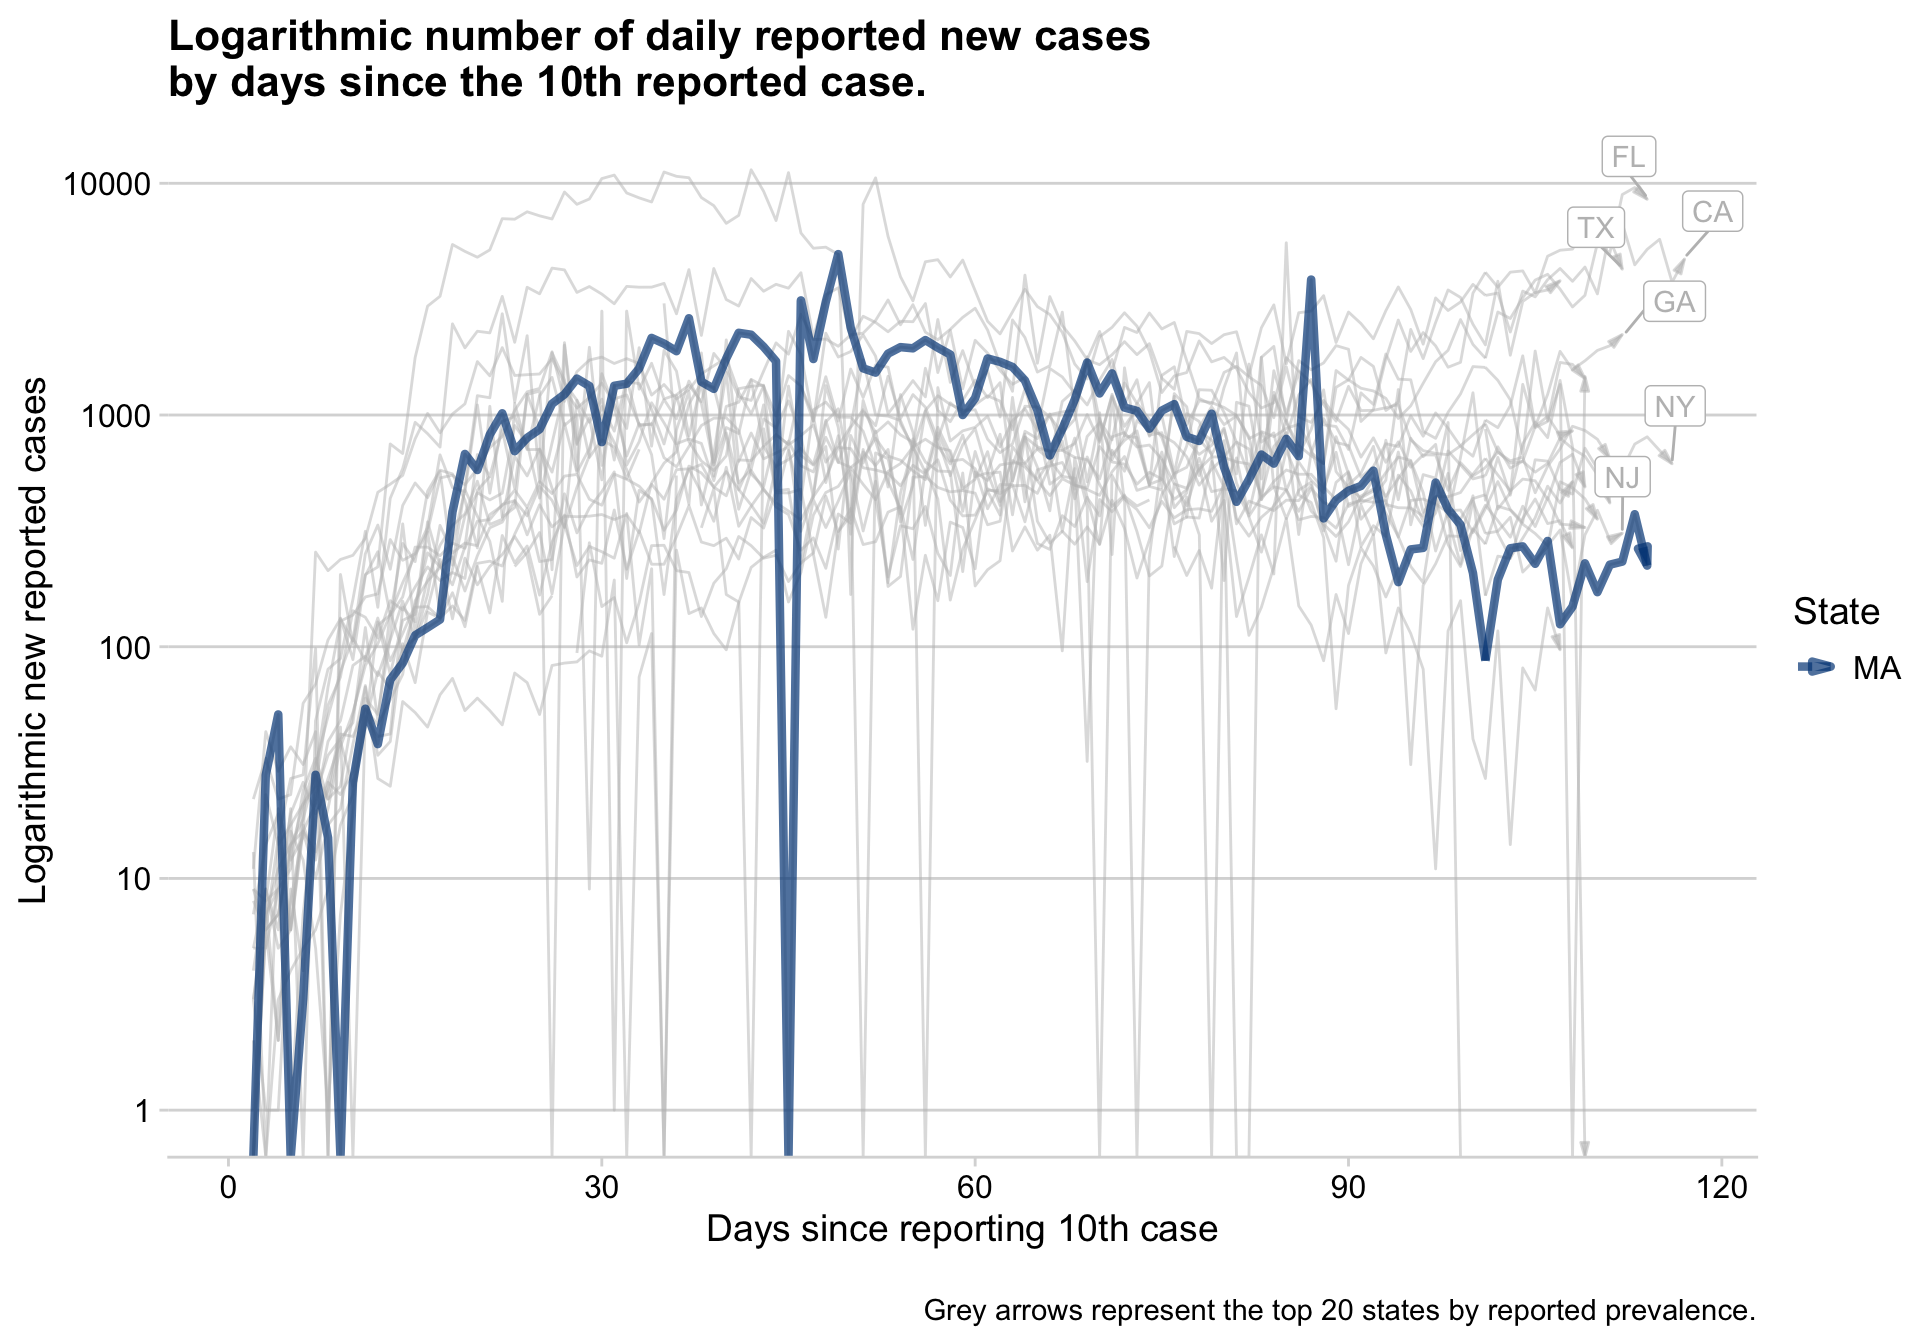 Logarithmic number of daily reported new cases
by days since the 10th reported case.
Logarithmic new reported cases
10000
1000
100
10
1
FL
CA
TX
GA
NY
NJ
State
MA
0
30
60
90
120
Days since reporting 10th case
Grey arrows represent the top 20 states by reported prevalence.